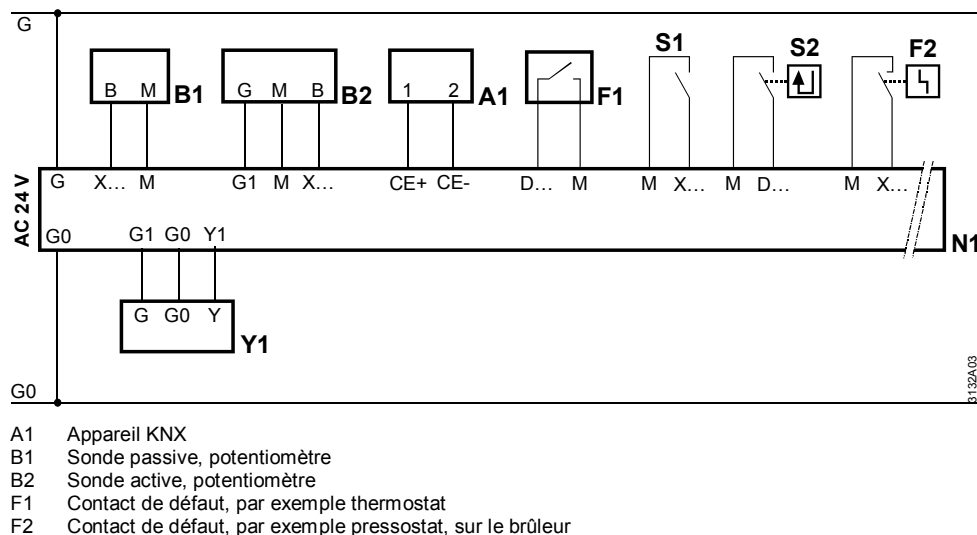 G
S1 S2 F2
B M B1 G M B B2 1 2 A1 F1
AC 24 V
G X… M G1 M X… CE+ CE- D… M M X… M D… M X…
G0 G1 G0 Y1 N1
G G0 Y Y1
G0
3132A03
A1 Appareil KNX
B1 Sonde passive, potentiomètre
B2 Sonde active, potentiomètre
F1 Contact de défaut, par exemple thermostat
F2 Contact de défaut, par exemple pressostat, sur le brûleur